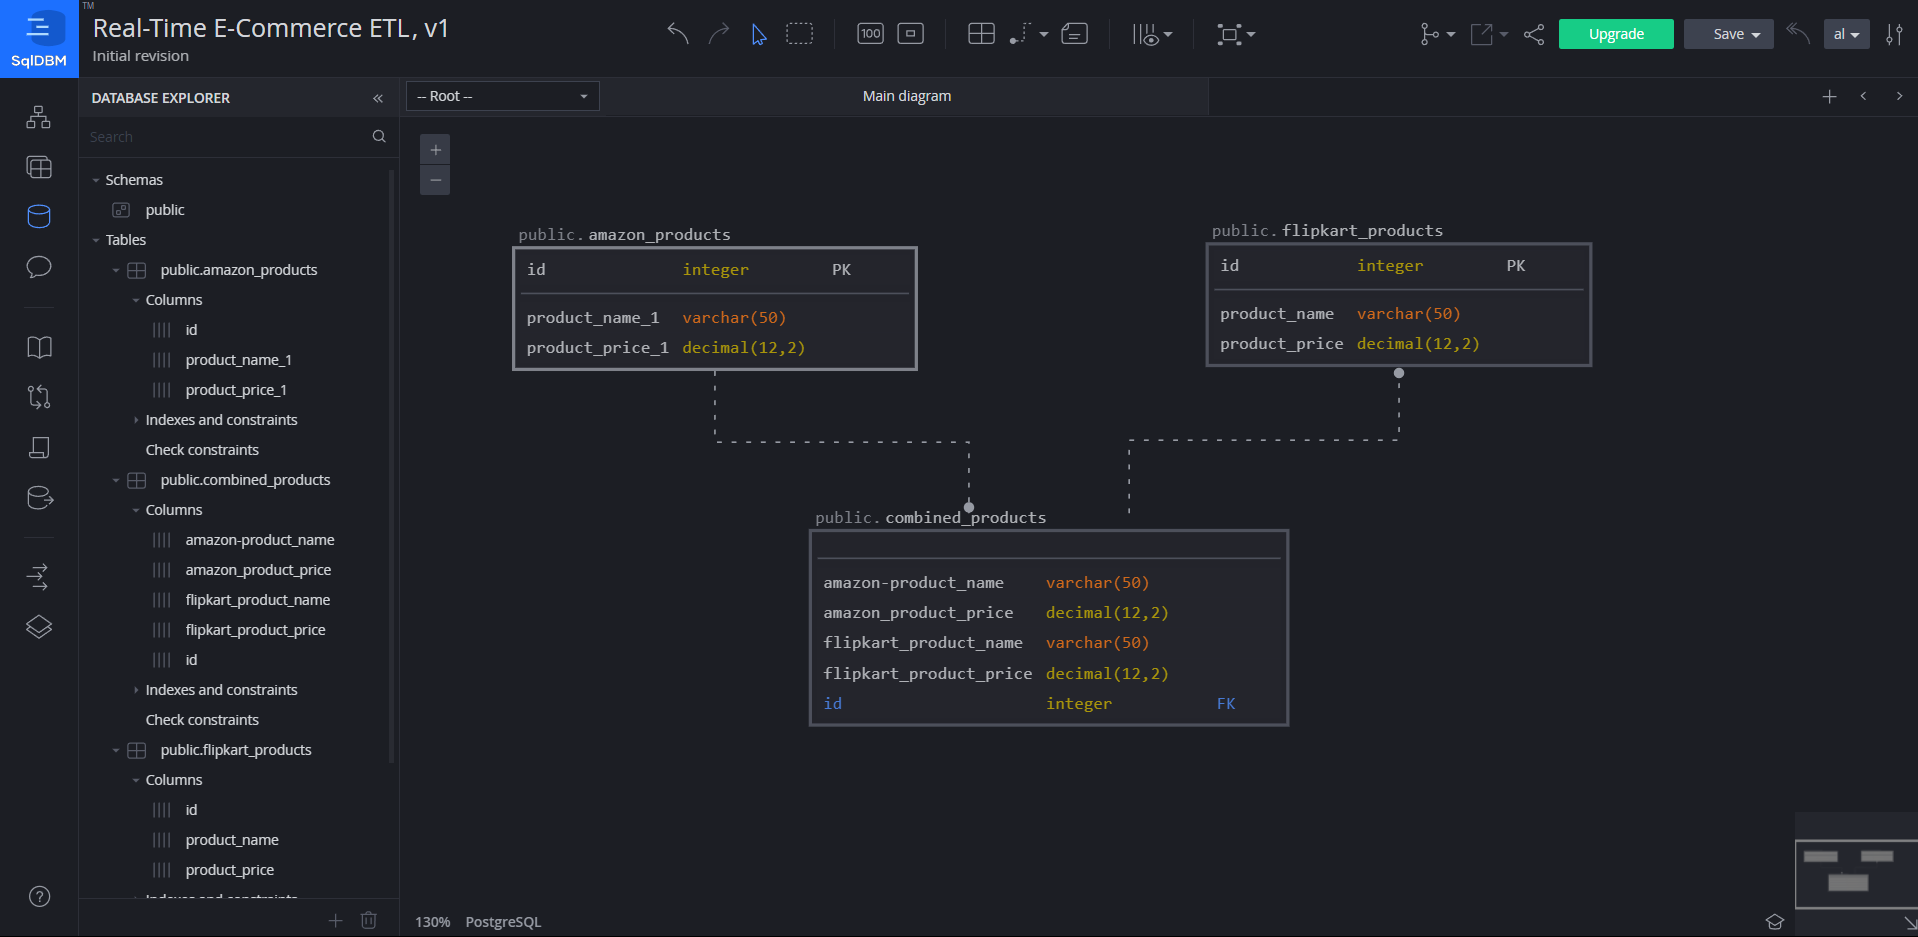 TM
SqlDBM
Real-Time E-Commerce ETL, v1
Initial revision
100
Upgrade
Save
al
DATABASE EXPLORER
Search
Schemas
public
Tables
public.amazon_products
Columns
id
product_name_1
product_price_1
Indexes and constraints
Check constraints
public.combined_products
Columns
amazon-product_name
amazon_product_price
flipkart_product_name
flipkart_product_price
id
Indexes and constraints
Check constraints
public.flipkart_products
Columns
id
product_name
product_price
Indexes and constraints
-- Root --
Main diagram
public.amazon_products
id integer PK
product_name_1 varchar(50)
product_price_1 decimal(12,2)
public.flipkart_products
id integer PK
product_name varchar(50)
product_price decimal(12,2)
public.combined_products
amazon-product_name varchar(50)
amazon_product_price decimal(12,2)
flipkart_product_name varchar(50)
flipkart_product_price decimal(12,2)
id integer FK
130% PostgreSQL